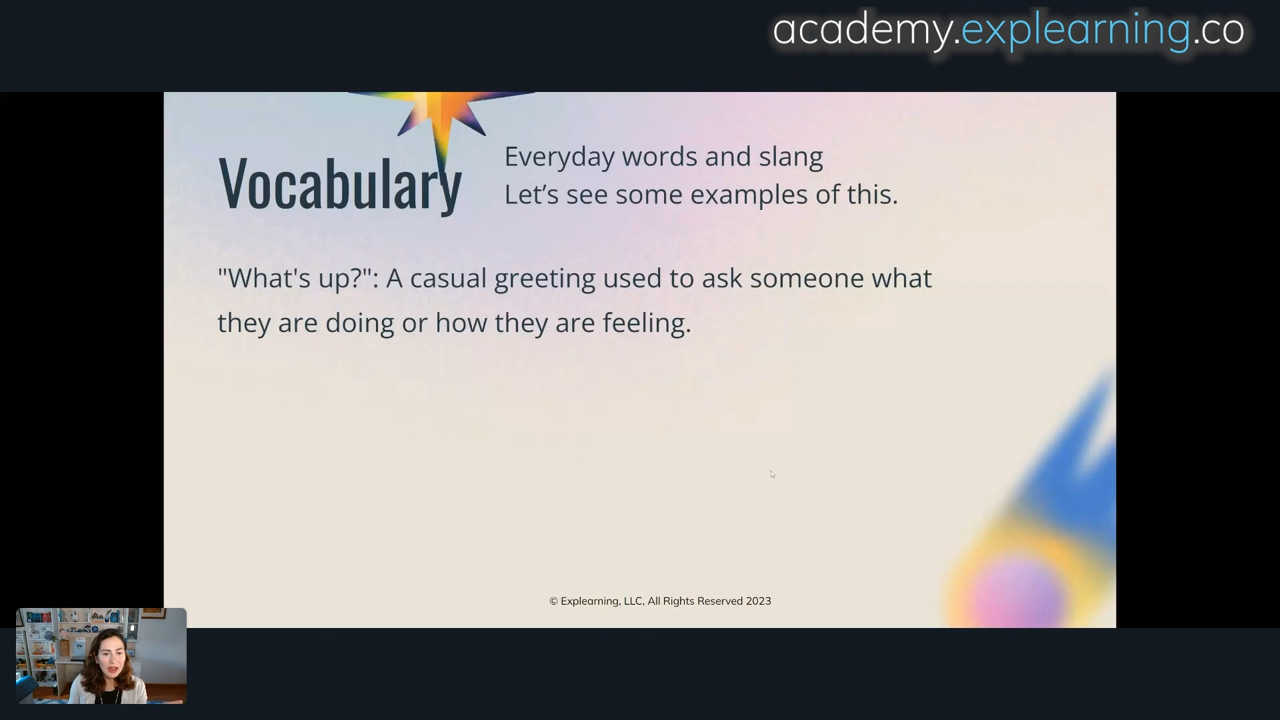 academy.explearning.co
Vocabulary
Everyday words and slang
Let’s see some examples of this.
"What's up?": A casual greeting used to ask someone what
they are doing or how they are feeling.
© Explearning, LLC, All Rights Reserved 2023